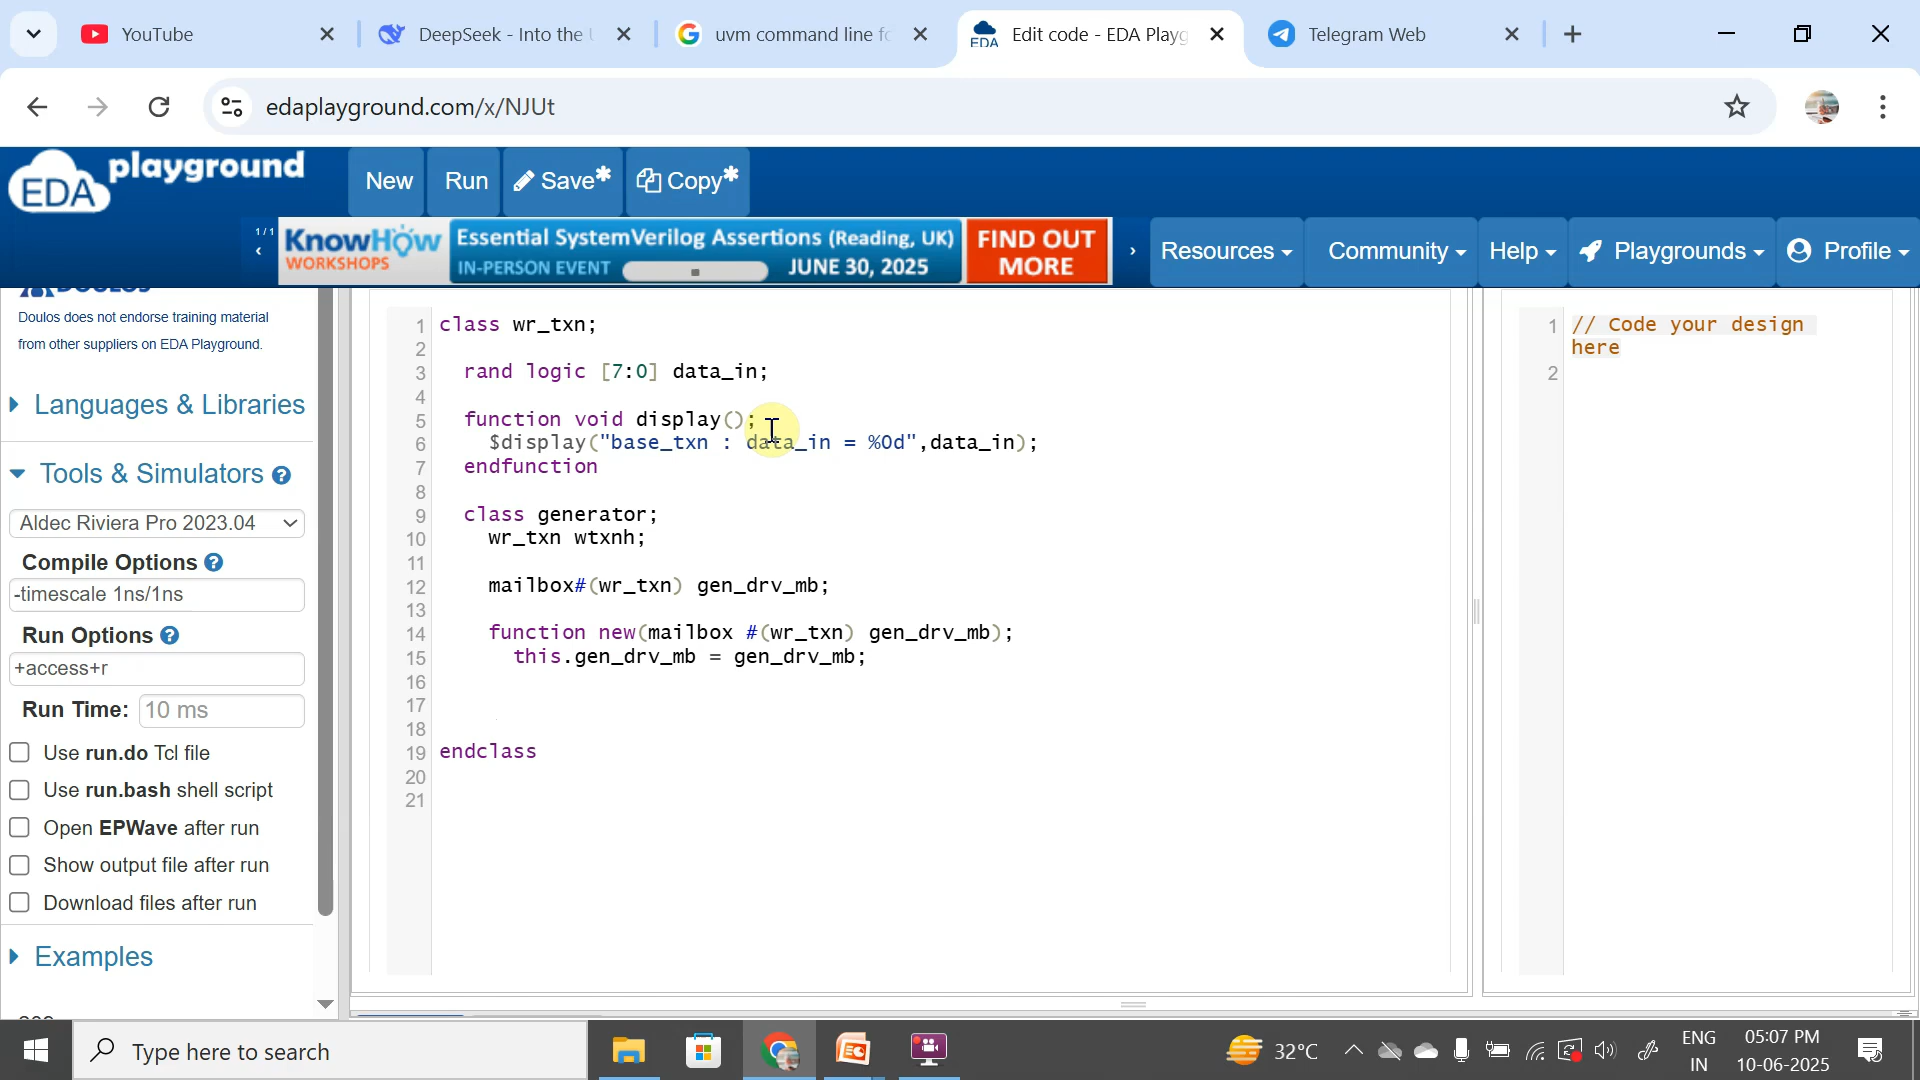 YouTube
DeepSeek - Into the
uvm command line fo
Edit code - EDA Playg
Telegram Web
edaplayground.com/x/NJUt
EDA playground
New
Run
Save*
Copy*
1/1
KnowHow
WORKSHOPS
Essential SystemVerilog Assertions (Reading, UK)
IN-PERSON EVENT
JUNE 30, 2025
FIND OUT
MORE
Resources
Community
Help
Playgrounds
Profile
DOULOS
Doulos does not endorse training material
from other suppliers on EDA Playground.
Languages & Libraries
Tools & Simulators
Aldec Riviera Pro 2023.04
Compile Options
-timescale 1ns/1ns
Run Options
+access+r
Run Time: 10 ms
Use run.do Tcl file
Use run.bash shell script
Open EPWave after run
Show output file after run
Download files after run
Examples
1 class wr_txn;
2
3 rand logic [7:0] data_in;
4
5 function void display();
6 $display("base_txn : data_in = %0d",data_in);
7 endfunction
8
9 class generator;
10 wr_txn wtxnh;
11
12 mailbox#(wr_txn) gen_drv_mb;
13
14 function new(mailbox #(wr_txn) gen_drv_mb);
15 this.gen_drv_mb = gen_drv_mb;
16
17
18
19 endclass
20
21
1 // Code your design
here
2
Type here to search
32°C
ENG
IN
05:07 PM
10-06-2025